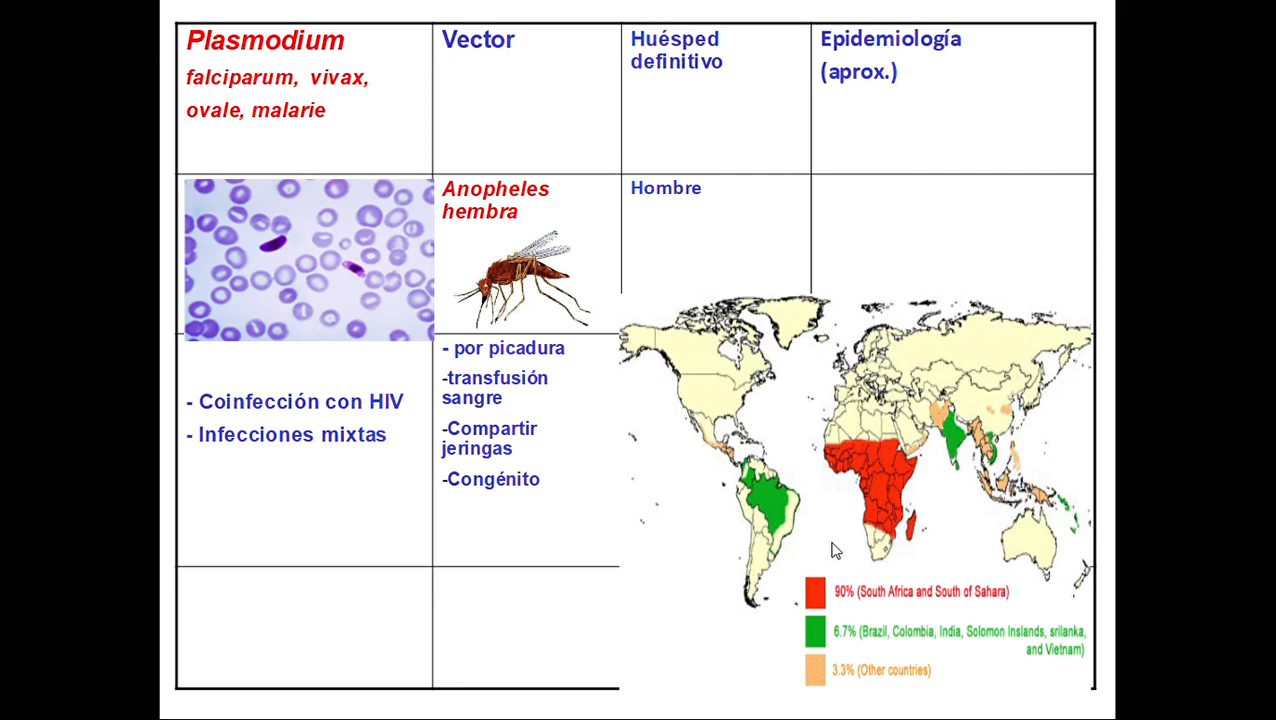 Plasmodium
falciparum, vivax,
ovale, malarie
Vector
Huésped
definitivo
Epidemiología
(aprox.)
Anopheles
hembra
Hombre
- Coinfección con HIV
- Infecciones mixtas
- por picadura
-transfusión
sangre
-Compartir
jeringas
-Congénito
90% (South Africa and South of Sahara)
6.7% (Brazil, Colombia, India, Solomon Inslands, srilanka,
and Vietnam)
3.3% (Other countries)